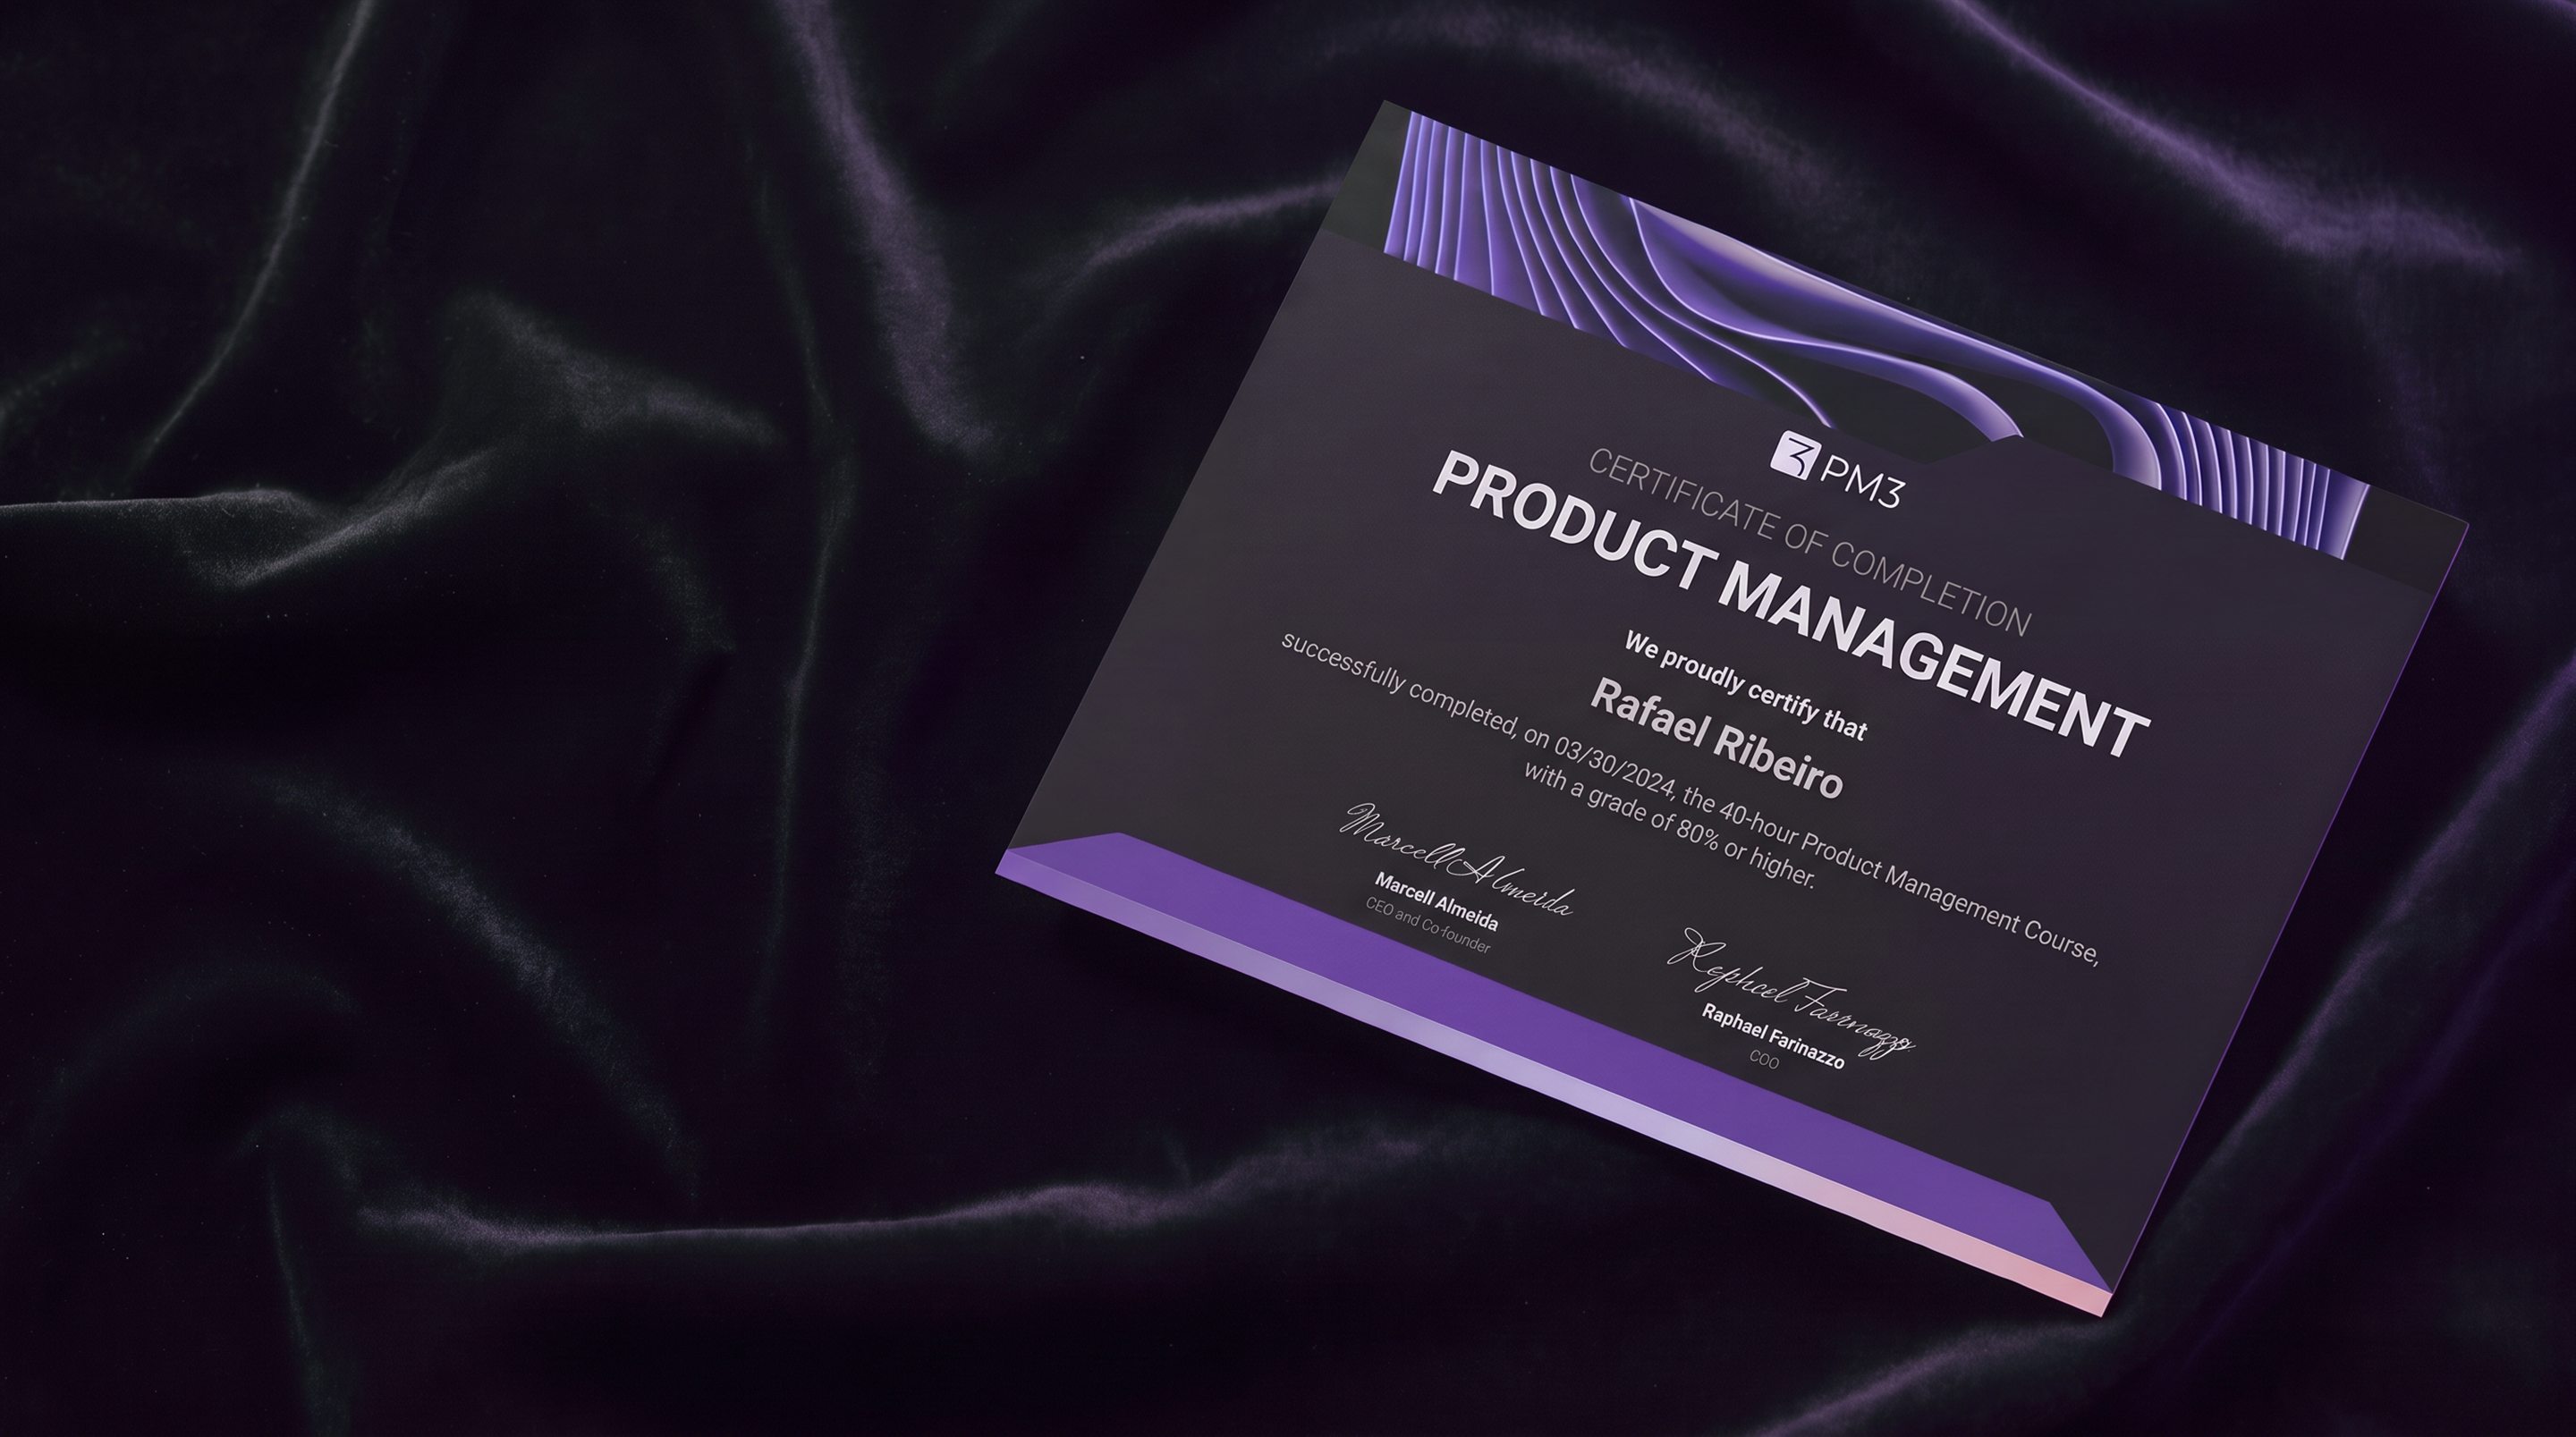 3 PM3
CERTIFICATE OF COMPLETION
PRODUCT MANAGEMENT
We proudly certify that
Rafael Ribeiro
successfully completed, on 03/30/2024, the 40-hour Product Management Course,
with a grade of 80% or higher.
Marcell Almeida
Marcell Almeida
CEO and Co-founder
Raphael Farinazzo
Raphael Farinazzo
COO